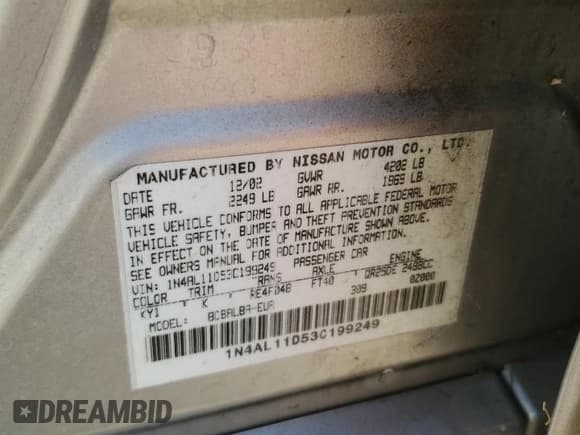 MANUFACTURED BY NISSAN MOTOR CO., LTD.
DATE 12/02 GVWR 4202 LB
GAWR FR. 2249 LB GAWR RR. 1969 LB
THIS VEHICLE CONFORMS TO ALL APPLICABLE FEDERAL MOTOR
VEHICLE SAFETY, BUMPER AND THEFT PREVENTION STANDARDS
IN EFFECT ON THE DATE OF MANUFACTURE SHOWN ABOVE.
SEE OWNERS MANUAL FOR ADDITIONAL INFORMATION.
VIN: 1N4AL11D53C199249 PASSENGER CAR
COLOR TRIM TRANS AXLE ENGINE
KY1 K RE4F04B FT40 QR25DE 2488CC
MODEL: 309 02000
1N4AL11D53C199249
DREAMBID